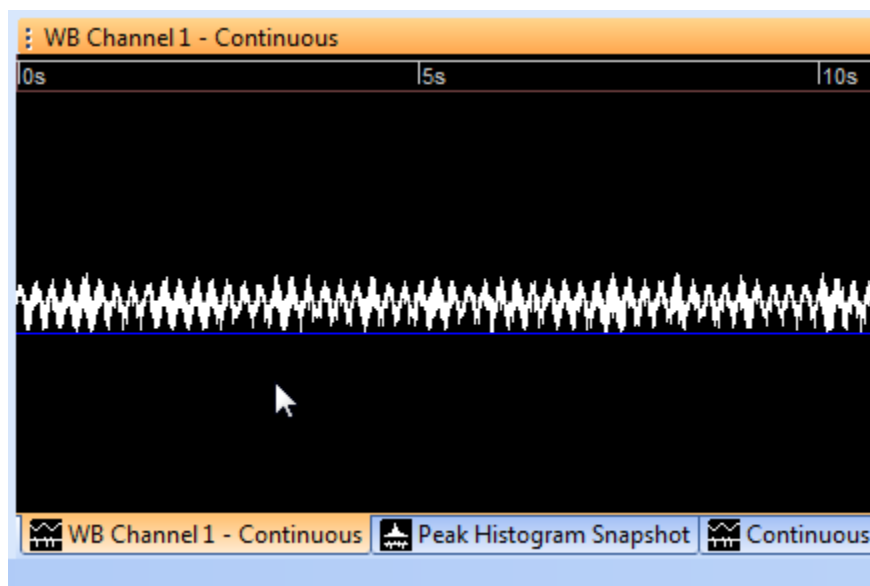 WB Channel 1 - Continuous
0s 5s 10s
WB Channel 1 - Continuous Peak Histogram Snapshot Continuous